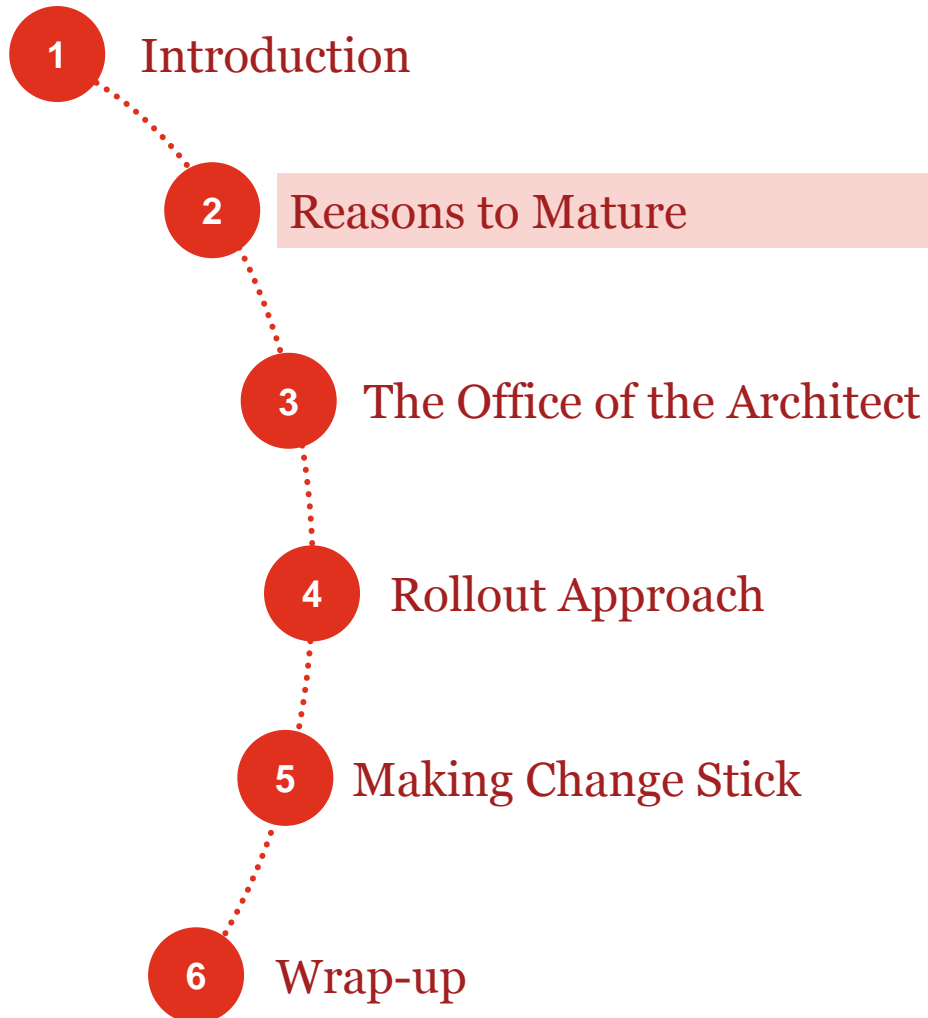 1 Introduction
2 Reasons to Mature
3 The Office of the Architect
4 Rollout Approach
5 Making Change Stick
6 Wrap-up